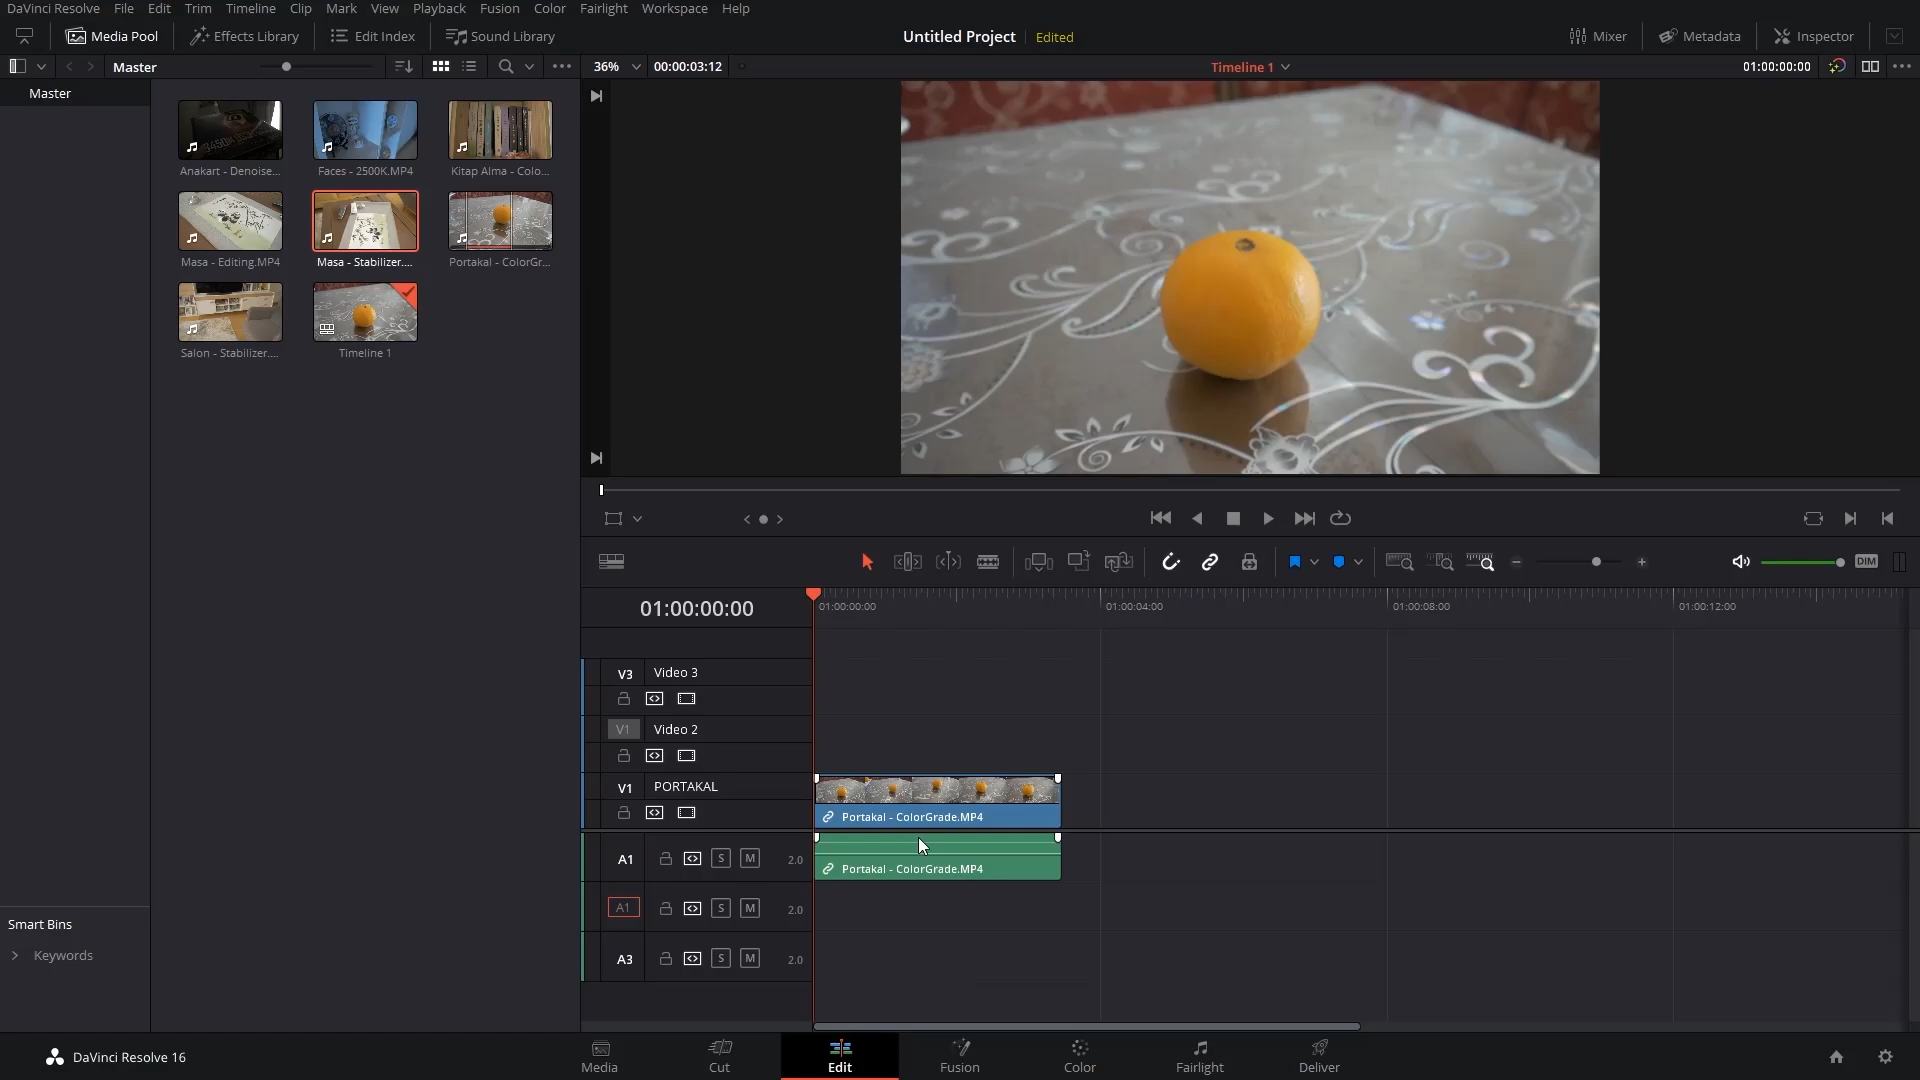 DaVinci Resolve File Edit Trim Timeline Clip Mark View Playback Fusion Color Fairlight Workspace Help
Media Pool Effects Library Edit Index Sound Library Untitled Project Edited Mixer Metadata Inspector
Master 36% 00:00:03:12 Timeline 1 01:00:00:00
Master
Anakart - Denoise... Faces - 2500K.MP4 Kitap Alma - Colo...
Masa - Editing.MP4 Masa - Stabilizer.... Portakal - ColorGr...
Salon - Stabilizer.... Timeline 1
DIM
01:00:00:00 01:00:00:00 01:00:04:00 01:00:08:00 01:00:12:00
V3 Video 3
V1 Video 2
V1 PORTAKAL
Portakal - ColorGrade.MP4
A1 S M 2.0
Portakal - ColorGrade.MP4
A1 S M 2.0
A3 S M 2.0
Smart Bins
Keywords
DaVinci Resolve 16 Media Cut Edit Fusion Color Fairlight Deliver